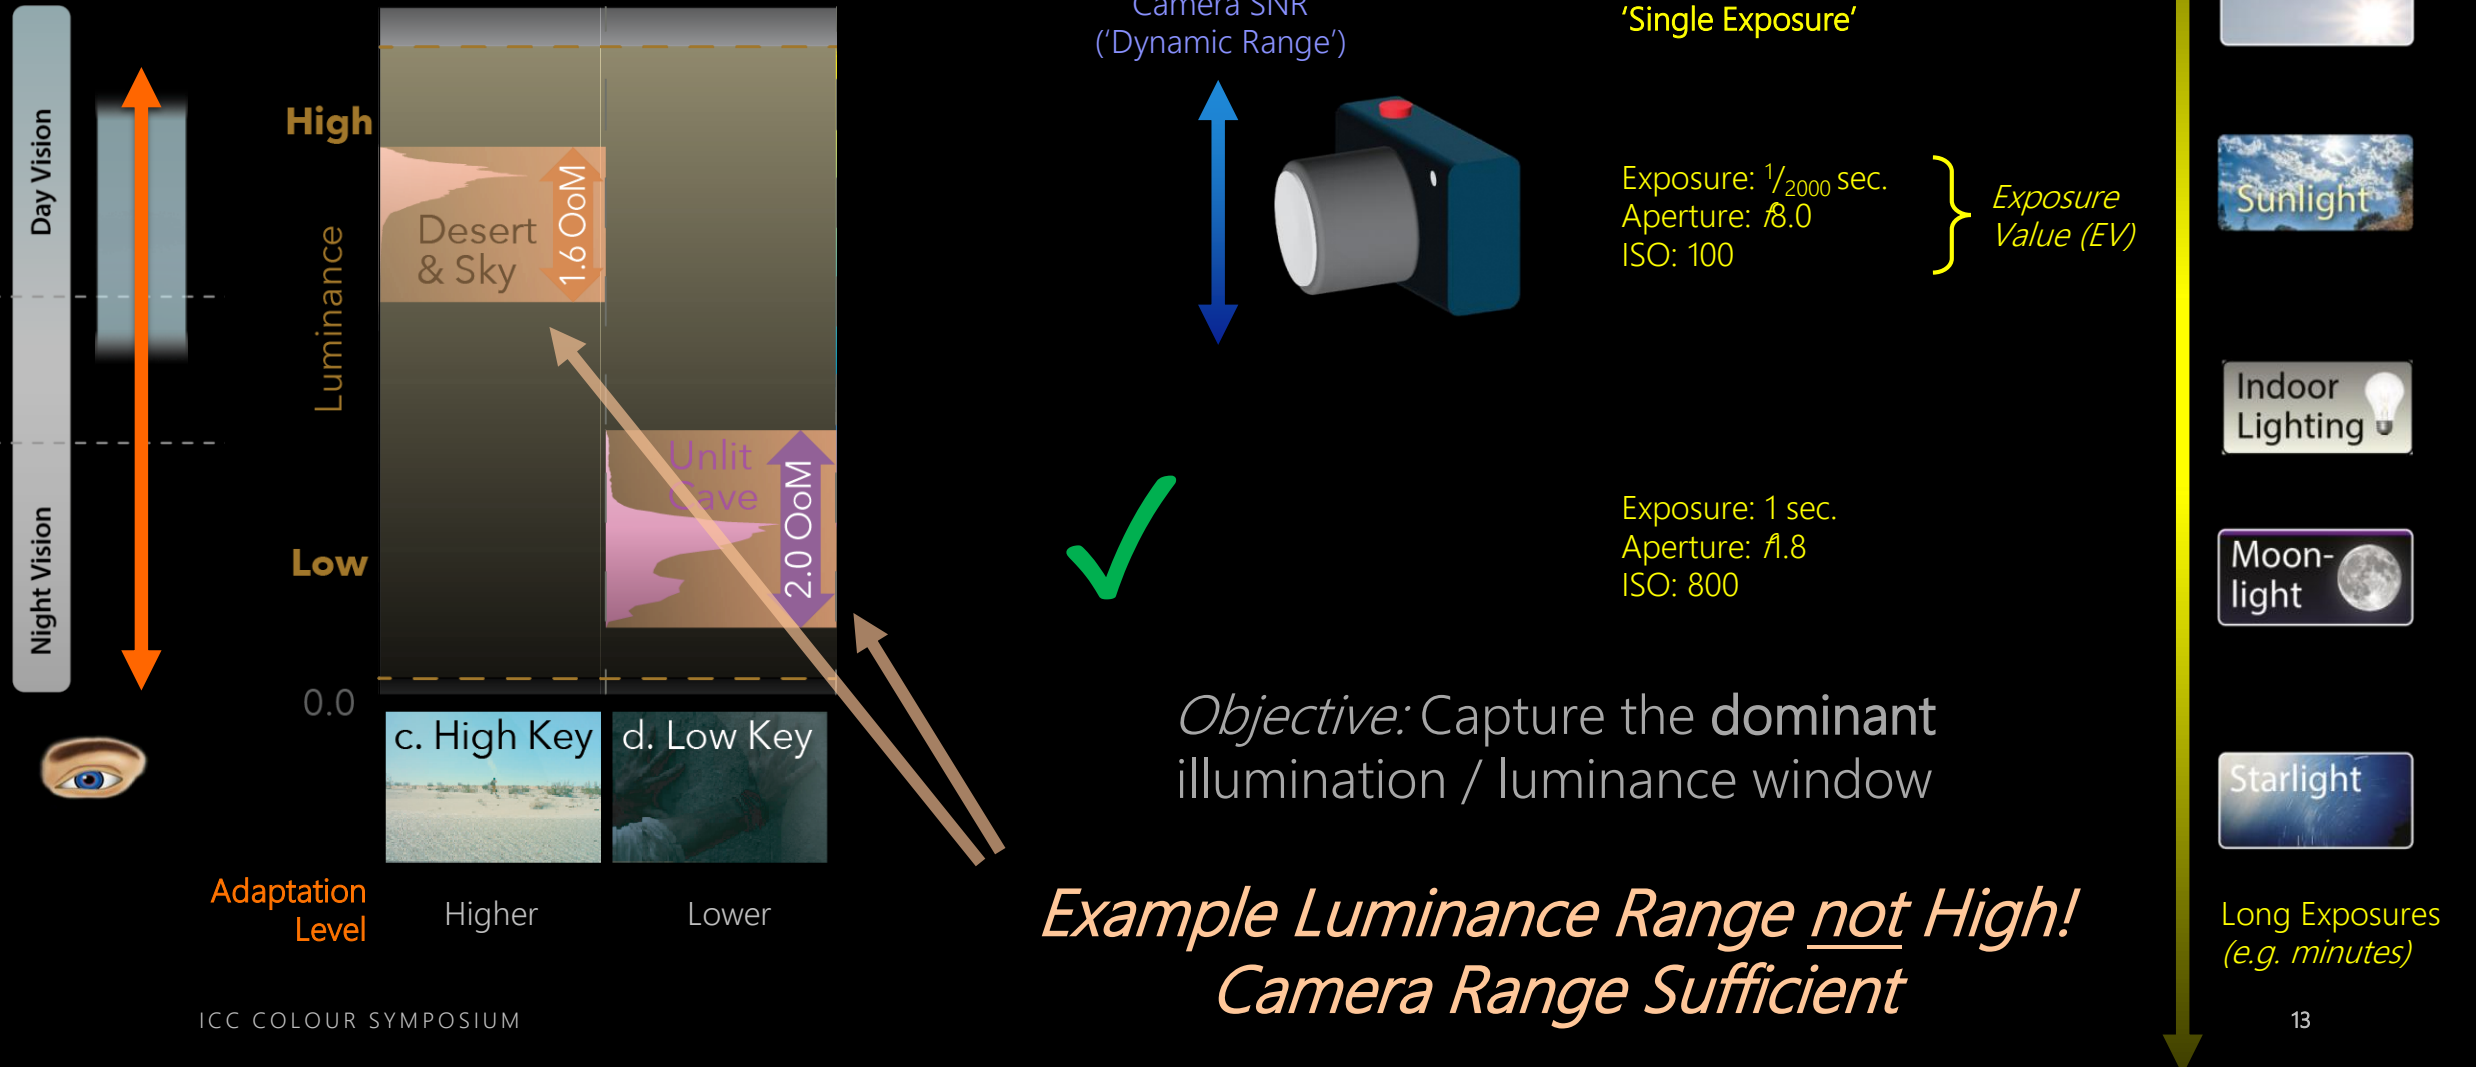 Camera SNR
('Dynamic Range')
'Single Exposure'
Day Vision
Night Vision
High
Luminance
Low
0.0
Desert
& Sky
1.6 OoM
Unlit
Cave
2.0 OoM
c. High Key
d. Low Key
Adaptation
Level
Higher
Lower
Exposure: 1/2000 sec.
Aperture: f8.0
ISO: 100
Exposure
Value (EV)
Exposure: 1 sec.
Aperture: f1.8
ISO: 800
Objective: Capture the dominant
illumination / luminance window
Example Luminance Range not High!
Camera Range Sufficient
Sunlight
Indoor
Lighting
Moon-
light
Starlight
Long Exposures
(e.g. minutes)
ICC COLOUR SYMPOSIUM
13